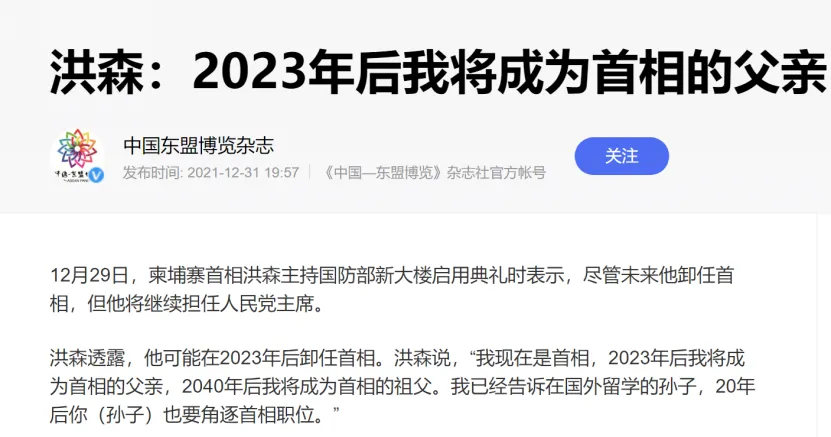 洪森：2023年后我将成为首相的父亲
中国东盟博览杂志
发布时间: 2021-12-31 19:57 《中国—东盟博览》杂志社官方帐号
关注
12月29日，柬埔寨首相洪森主持国防部新大楼启用典礼时表示，尽管未来他卸任首
相，但他将继续担任人民党主席。
洪森透露，他可能在2023年后卸任首相。洪森说，“我现在是首相，2023年后我将成
为首相的父亲，2040年后我将成为首相的祖父。我已经告诉在国外留学的孙子，20年
后你（孙子）也要角逐首相职位。”